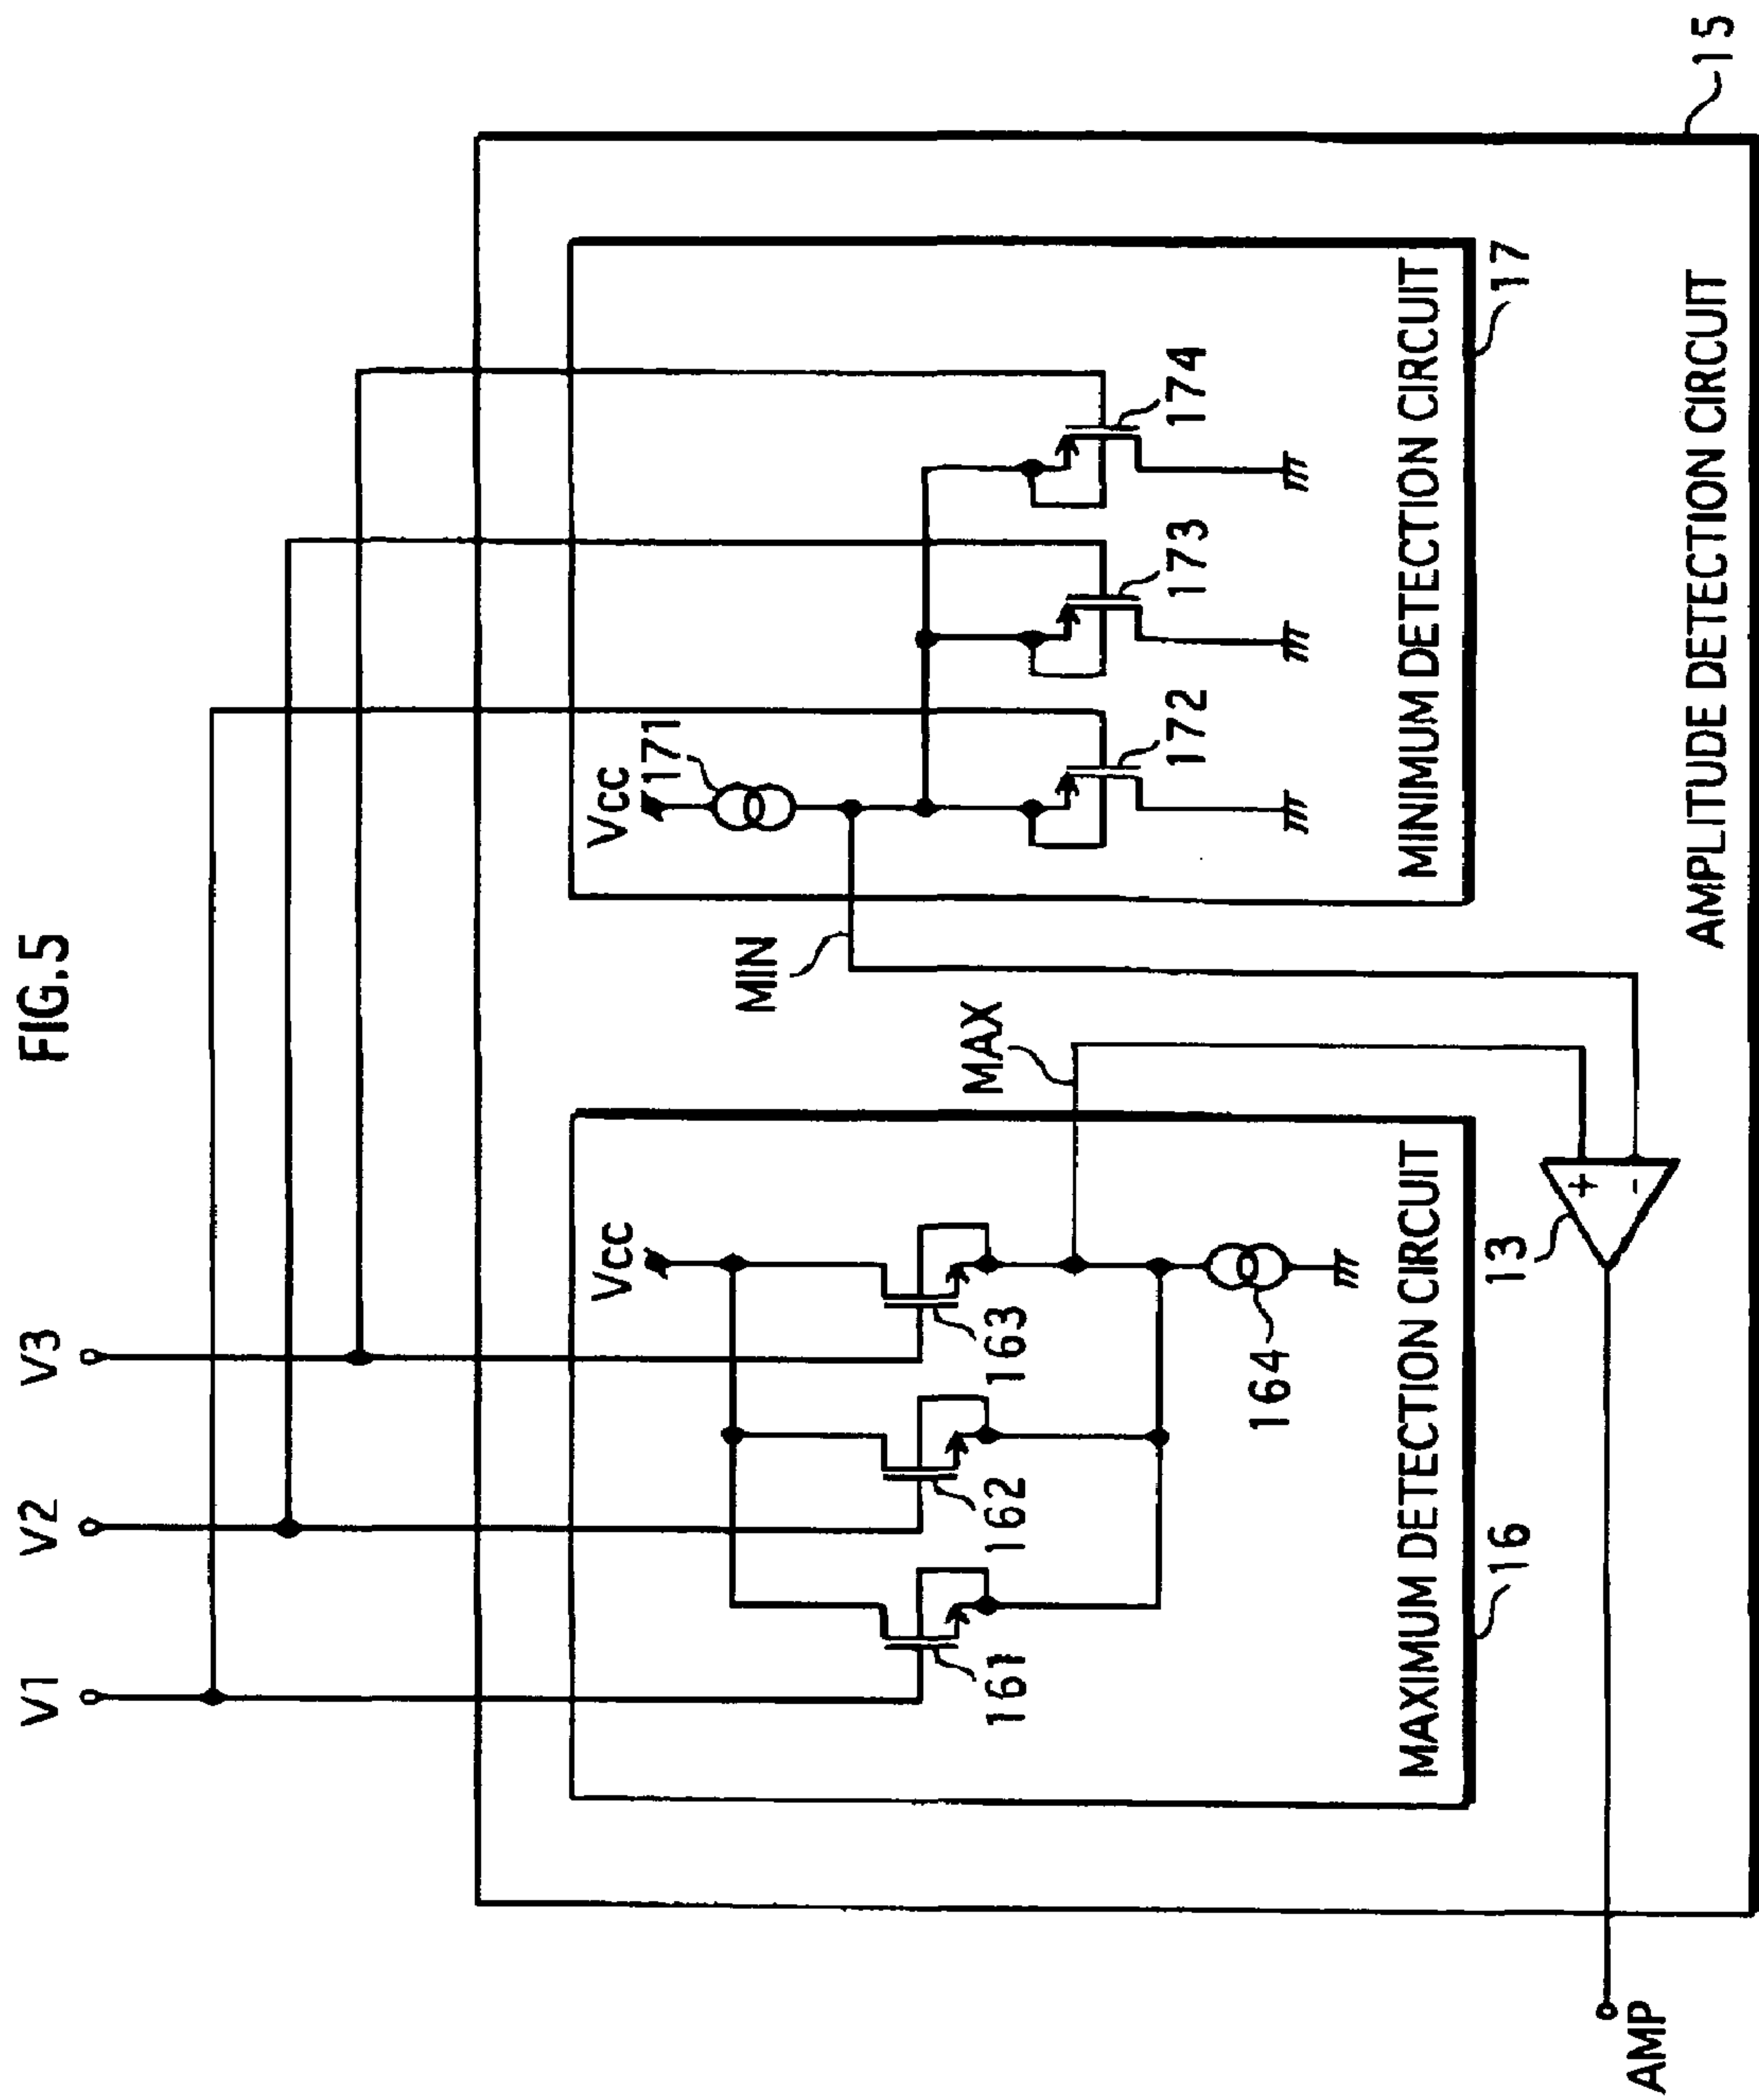 FIG.5
V1
V2
V3
Vcc
161
162
163
164
MAXIMUM DETECTION CIRCUIT
16
MAX
MIN
Vcc
171
172
173
174
MINIMUM DETECTION CIRCUIT
17
13
+
-
AMP
AMPLITUDE DETECTION CIRCUIT
15